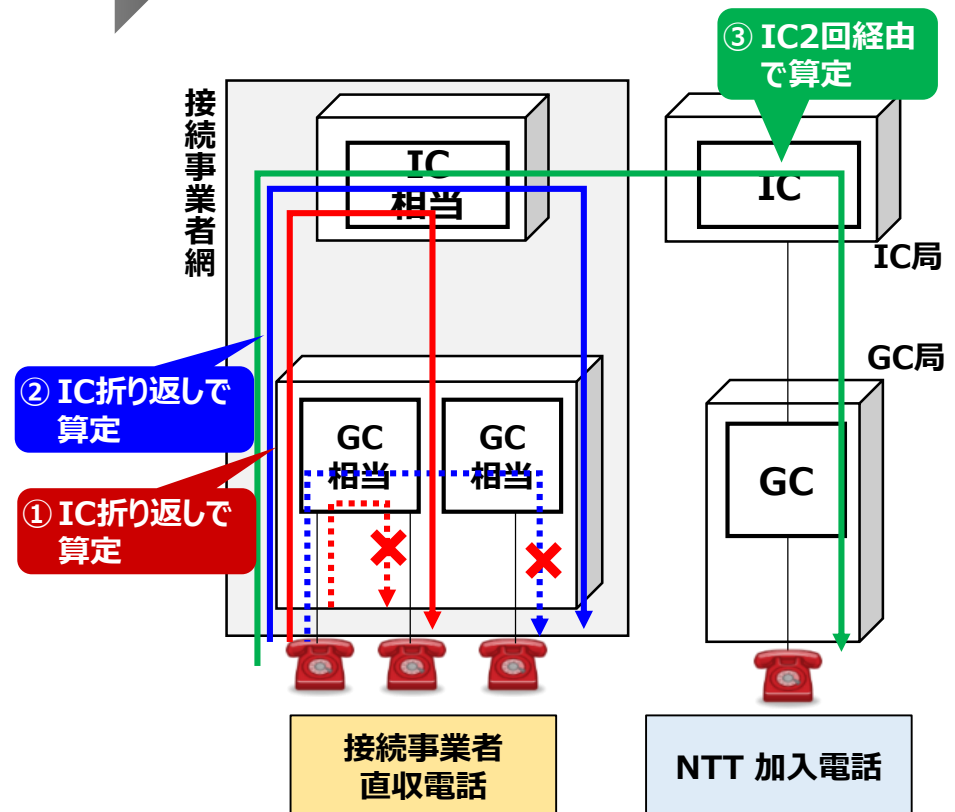 ③ IC2回経由
で算定
接続事業者網
IC
相当
IC
IC局
GC局
② IC折り返しで
算定
GC
相当
GC
相当
GC
① IC折り返しで
算定
接続事業者
直収電話
NTT 加入電話